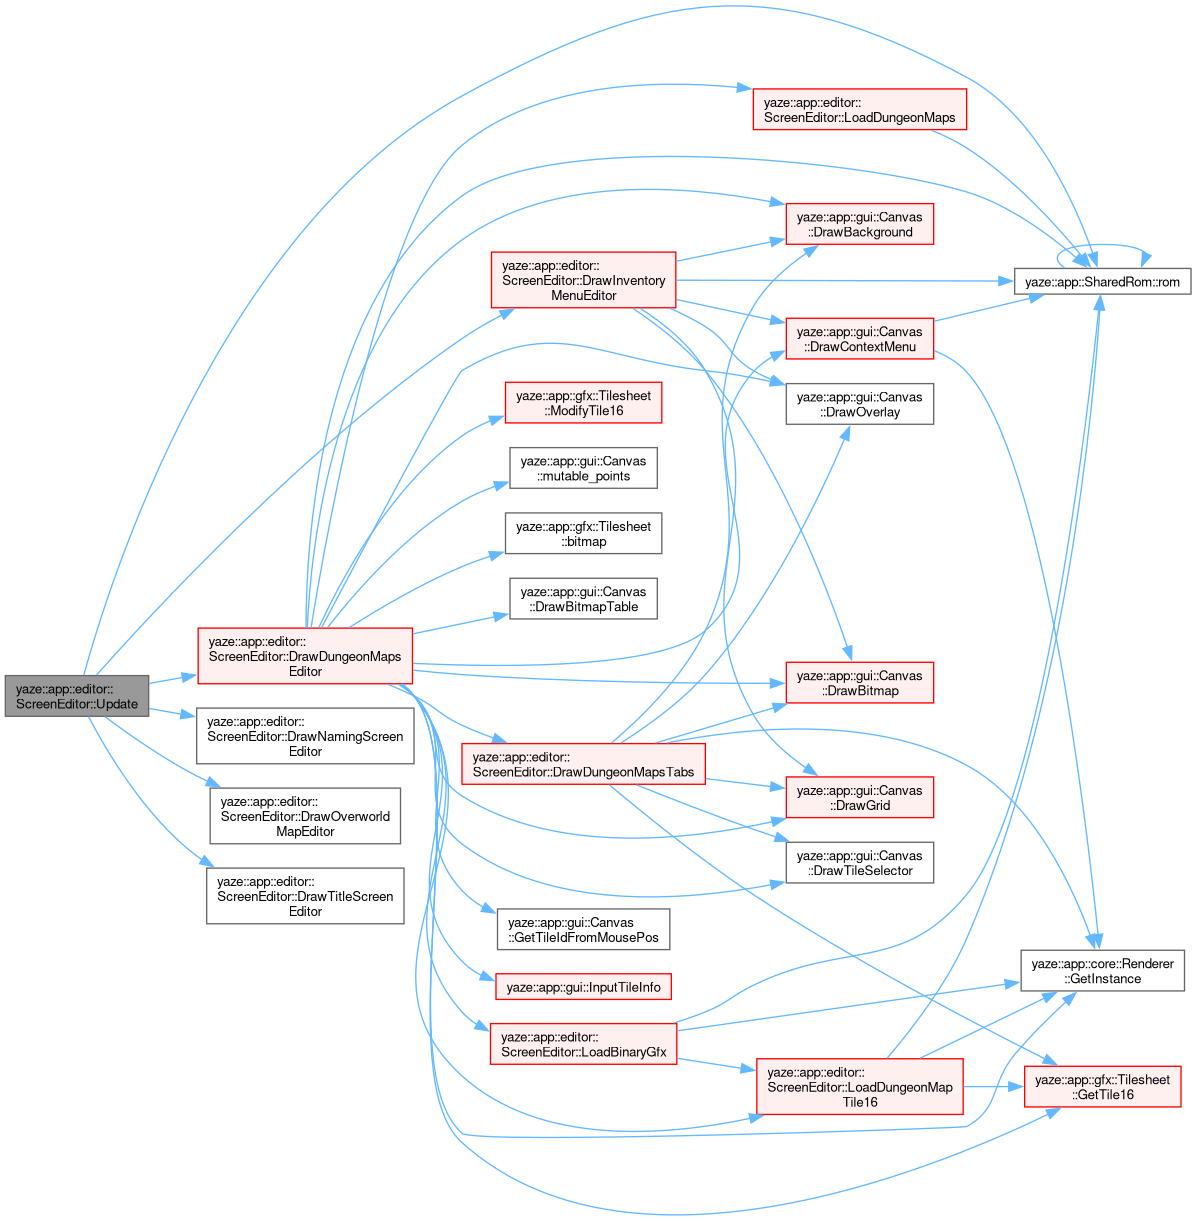 yaze::app::editor::
ScreenEditor::LoadDungeonMaps
yaze::app::gui::Canvas
::DrawBackground
yaze::app::editor::
ScreenEditor::DrawInventory
MenuEditor
yaze::app::SharedRom::rom
yaze::app::gui::Canvas
::DrawContextMenu
yaze::app::gfx::Tilesheet
::ModifyTile16
yaze::app::gui::Canvas
::DrawOverlay
yaze::app::gui::Canvas
::mutable_points
yaze::app::gfx::Tilesheet
::bitmap
yaze::app::gui::Canvas
::DrawBitmapTable
yaze::app::editor::
ScreenEditor::DrawDungeonMaps
Editor
yaze::app::editor::
ScreenEditor::Update
yaze::app::gui::Canvas
::DrawBitmap
yaze::app::editor::
ScreenEditor::DrawNamingScreen
Editor
yaze::app::editor::
ScreenEditor::DrawDungeonMapsTabs
yaze::app::editor::
ScreenEditor::DrawOverworld
MapEditor
yaze::app::gui::Canvas
::DrawGrid
yaze::app::gui::Canvas
::DrawTileSelector
yaze::app::editor::
ScreenEditor::DrawTitleScreen
Editor
yaze::app::gui::Canvas
::GetTileIdFromMousePos
yaze::app::core::Renderer
::GetInstance
yaze::app::gui::InputTileInfo
yaze::app::editor::
ScreenEditor::LoadBinaryGfx
yaze::app::editor::
ScreenEditor::LoadDungeonMap
Tile16
yaze::app::gfx::Tilesheet
::GetTile16